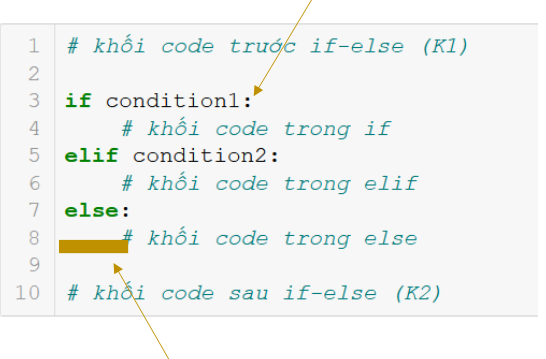 1 # khối code trước if-else (K1)
2
3 if condition1:
4 # khối code trong if
5 elif condition2:
6 # khối code trong elif
7 else:
8 # khối code trong else
9
10 # khối code sau if-else (K2)